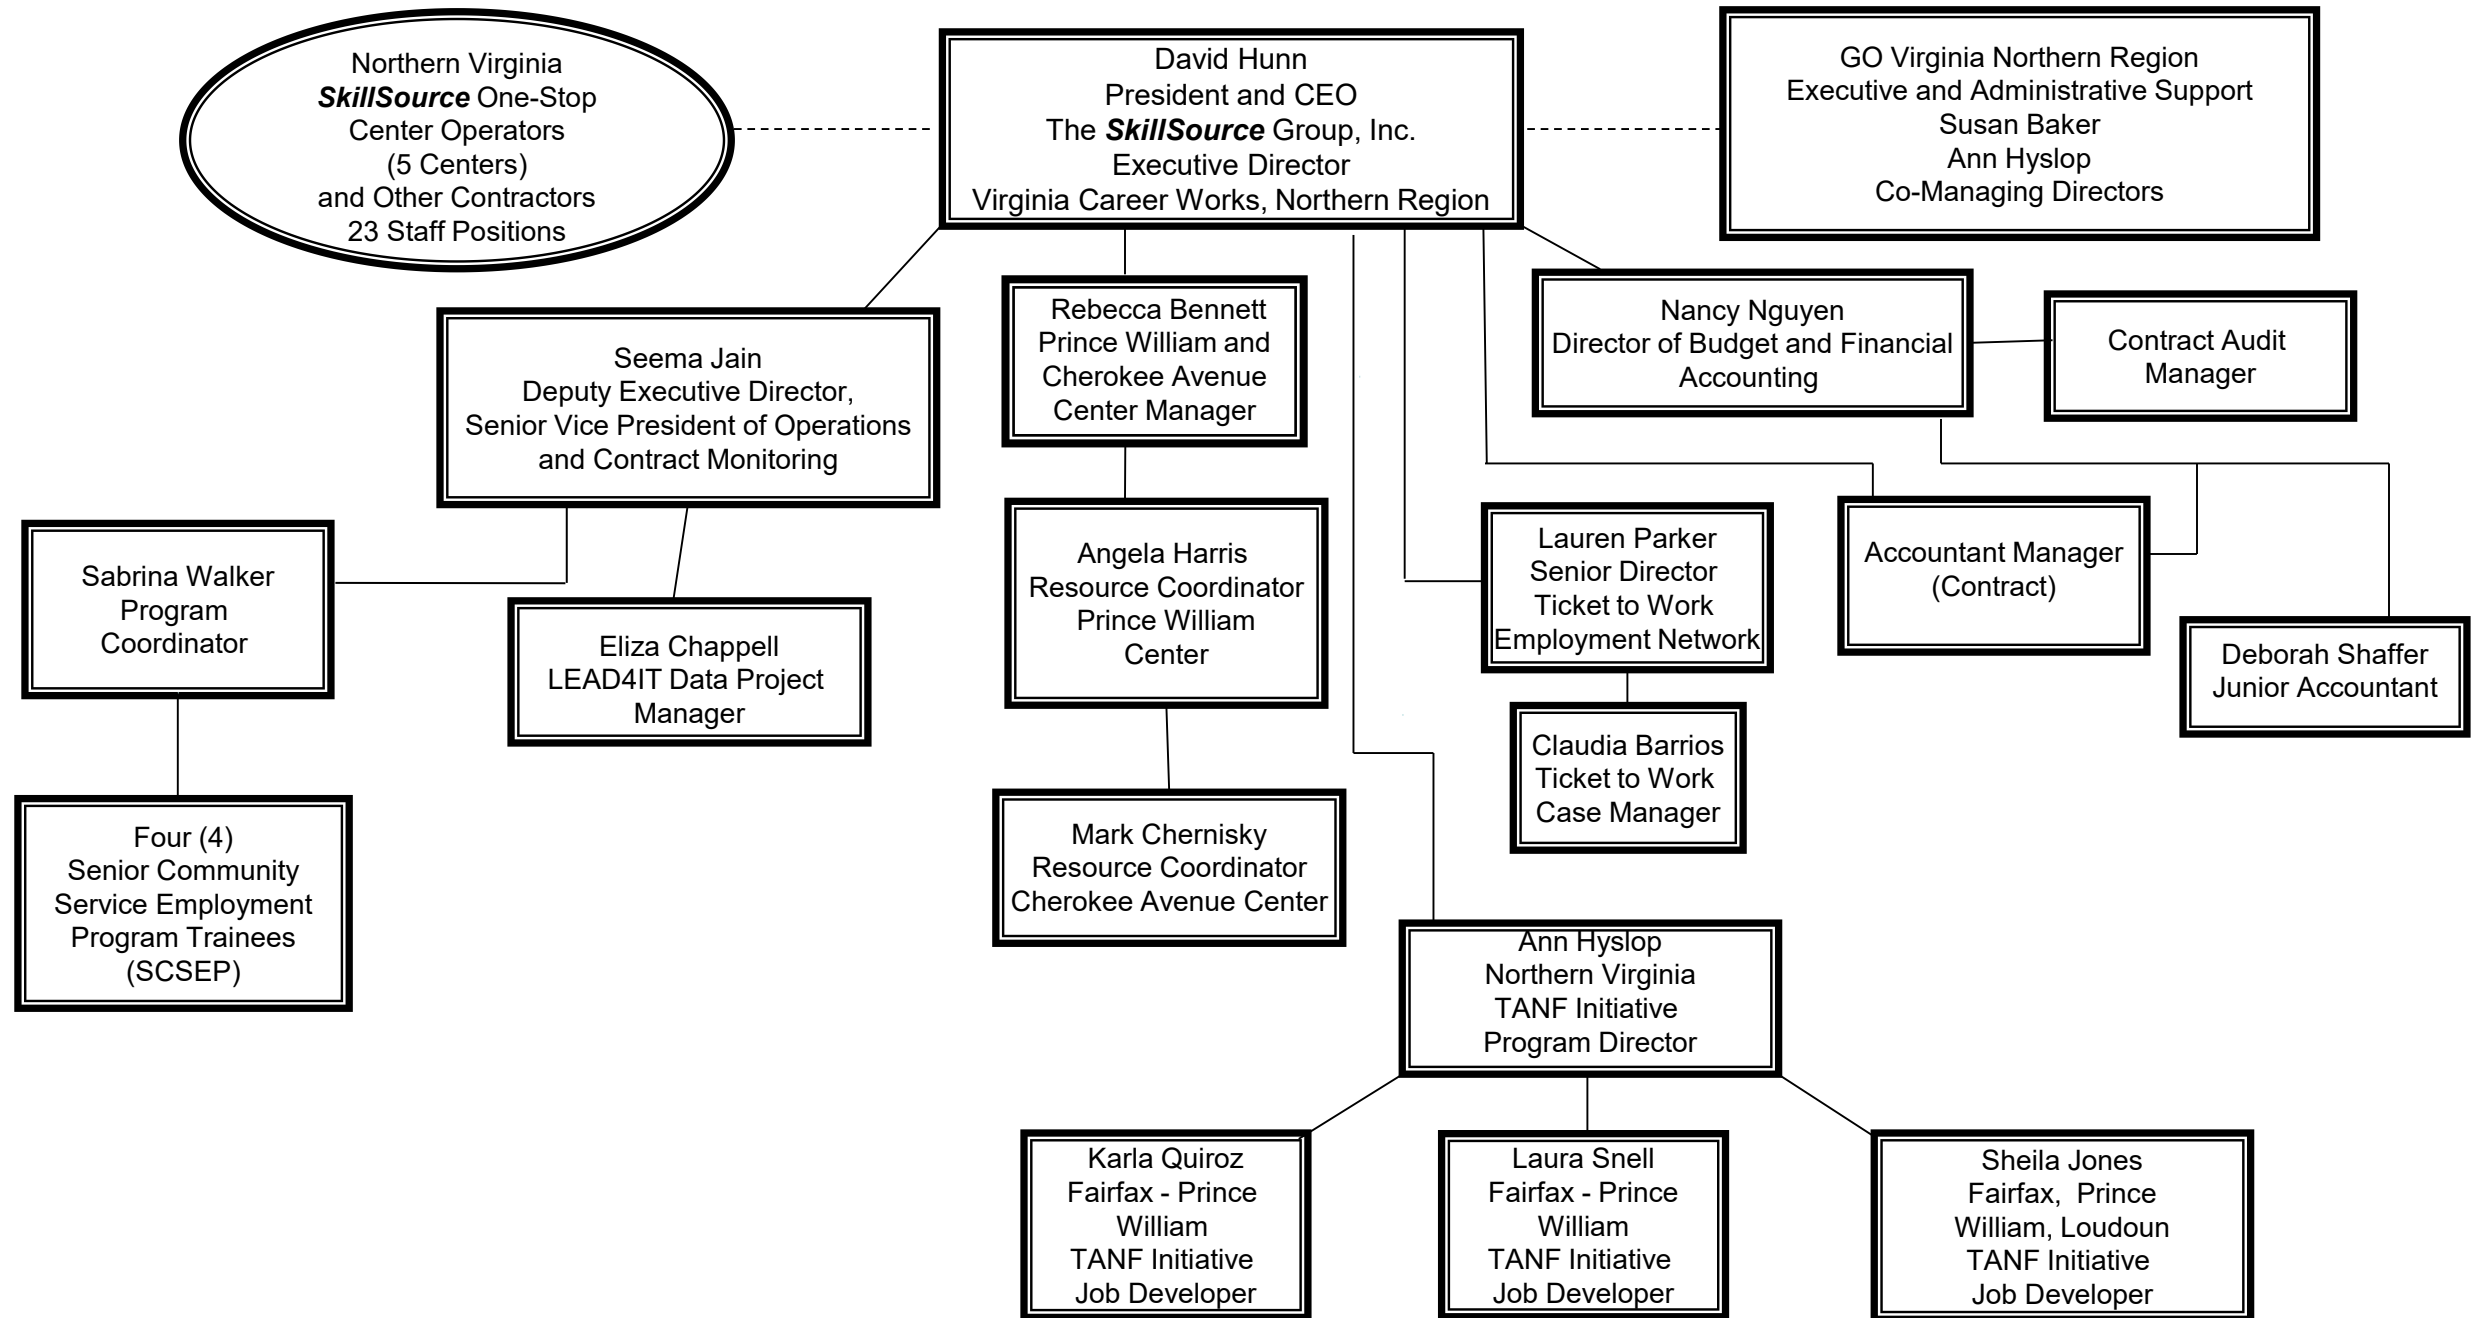 Northern Virginia
SkillSource One-Stop
Center Operators
(5 Centers)
and Other Contractors
23 Staff Positions
David Hunn
President and CEO
The SkillSource Group, Inc.
Executive Director
Virginia Career Works, Northern Region
GO Virginia Northern Region
Executive and Administrative Support
Susan Baker
Ann Hyslop
Co-Managing Directors
Seema Jain
Deputy Executive Director,
Senior Vice President of Operations
and Contract Monitoring
Rebecca Bennett
Prince William and
Cherokee Avenue
Center Manager
Nancy Nguyen
Director of Budget and Financial
Accounting
Contract Audit
Manager
Sabrina Walker
Program
Coordinator
Eliza Chappell
LEAD4IT Data Project
Manager
Angela Harris
Resource Coordinator
Prince William
Center
Lauren Parker
Senior Director
Ticket to Work
Employment Network
Accountant Manager
(Contract)
Deborah Shaffer
Junior Accountant
Four (4)
Senior Community
Service Employment
Program Trainees
(SCSEP)
Mark Chernisky
Resource Coordinator
Cherokee Avenue Center
Claudia Barrios
Ticket to Work
Case Manager
Ann Hyslop
Northern Virginia
TANF Initiative
Program Director
Karla Quiroz
Fairfax - Prince
William
TANF Initiative
Job Developer
Laura Snell
Fairfax - Prince
William
TANF Initiative
Job Developer
Sheila Jones
Fairfax, Prince
William, Loudoun
TANF Initiative
Job Developer